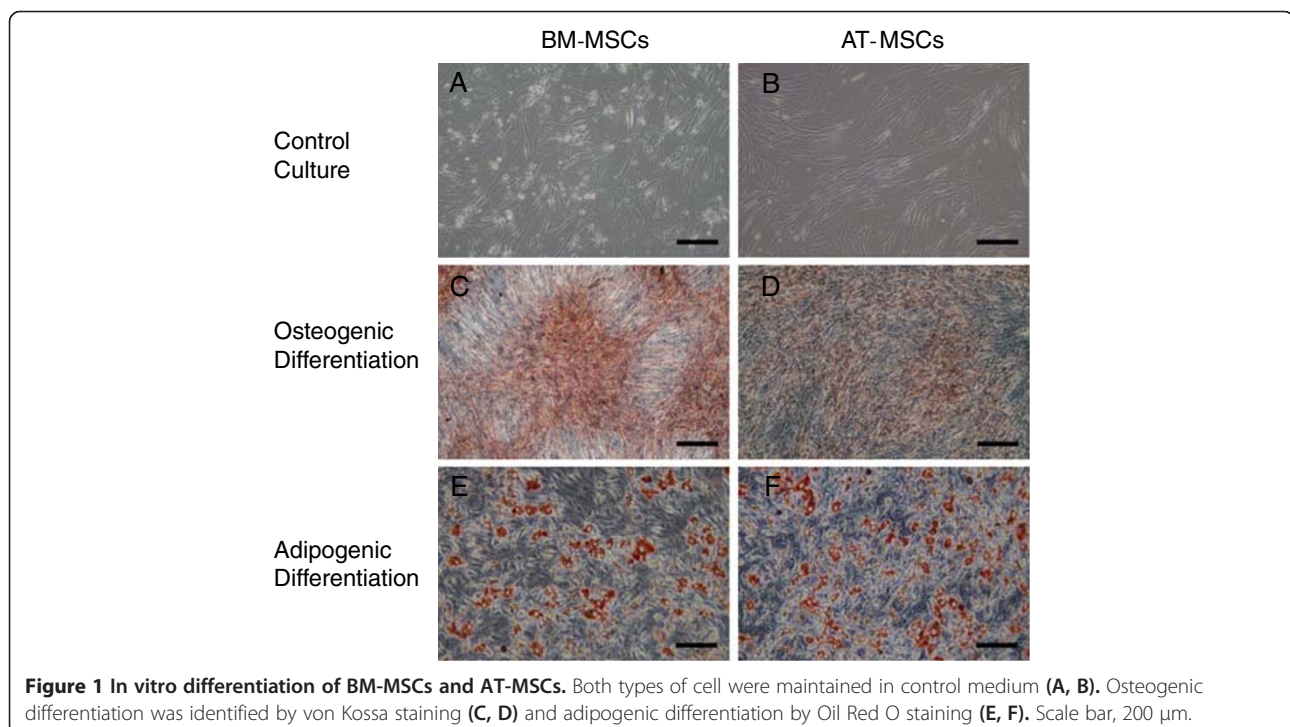 BM-MSCs AT-MSCs
A B
Control
Culture
C D
Osteogenic
Differentiation
E F
Adipogenic
Differentiation
Figure 1 In vitro differentiation of BM-MSCs and AT-MSCs. Both types of cell were maintained in control medium (A, B). Osteogenic
differentiation was identified by von Kossa staining (C, D) and adipogenic differentiation by Oil Red O staining (E, F). Scale bar, 200 μm.